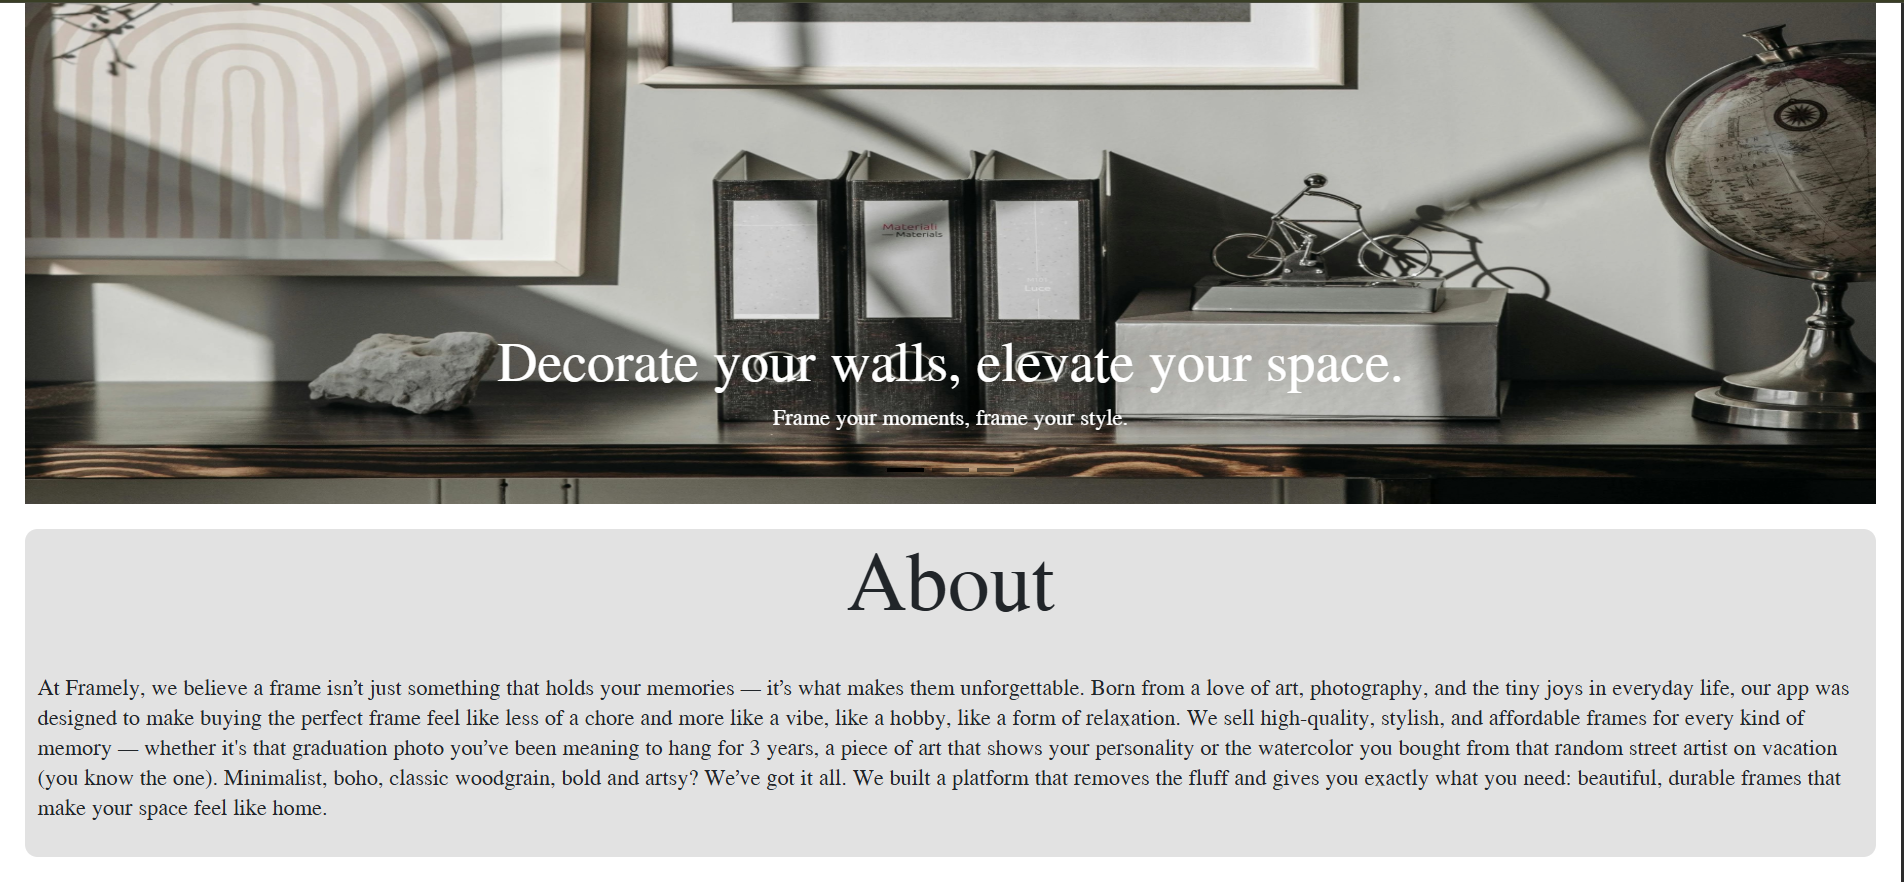 Materiali
— Materials
Luce
Decorate your walls, elevate your space.
Frame your moments, frame your style.
About
At Framely, we believe a frame isn’t just something that holds your memories — it’s what makes them unforgettable. Born from a love of art, photography, and the tiny joys in everyday life, our app was
designed to make buying the perfect frame feel like less of a chore and more like a vibe, like a hobby, like a form of relaxation. We sell high-quality, stylish, and affordable frames for every kind of
memory — whether it's that graduation photo you’ve been meaning to hang for 3 years, a piece of art that shows your personality or the watercolor you bought from that random street artist on vacation
(you know the one). Minimalist, boho, classic woodgrain, bold and artsy? We’ve got it all. We built a platform that removes the fluff and gives you exactly what you need: beautiful, durable frames that
make your space feel like home.